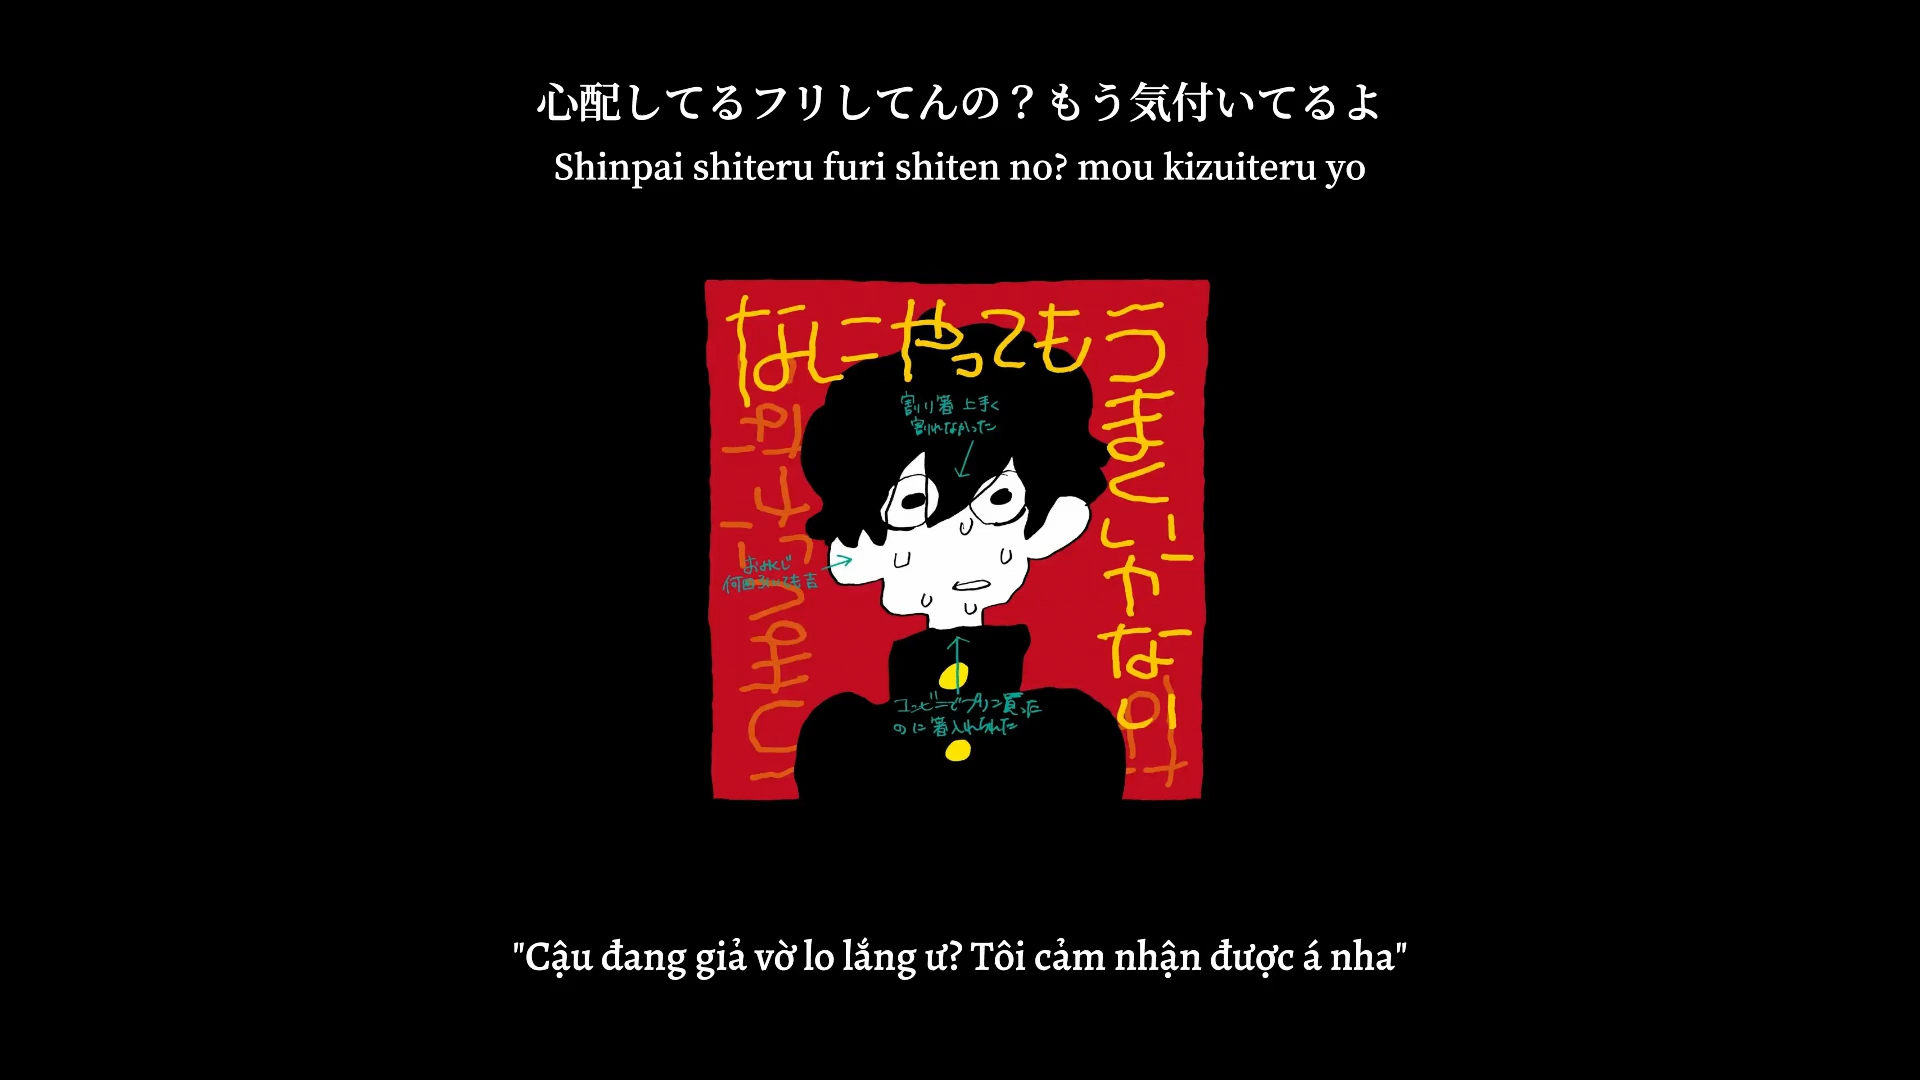 心配してるフリしてんの？もう気付いてるよ
Shinpai shiteru furi shiten no? mou kizuiteru yo
なにやってもうまくいかない
割り箸 上手く
割れなかった
おみくじ
何回引いても吉
コンビニでプリン買った
のに箸入れられた
"Cậu đang giả vờ lo lắng ư? Tôi cảm nhận được á nha"